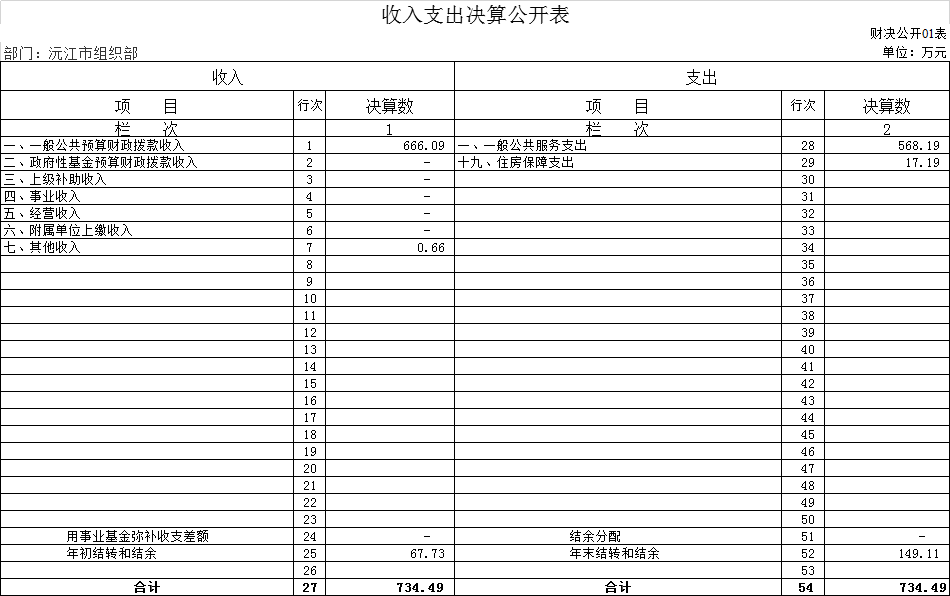 收入支出决算公开表
财决公开01表
部门：沅江市组织部 单位：万元
收入 支出
项 目 行次 决算数 项 目 行次 决算数
栏 次 1 栏 次 2
一、一般公共预算财政拨款收入 1 666.09 一、一般公共服务支出 28 568.19
二、政府性基金预算财政拨款收入 2 - 十九、住房保障支出 29 17.19
三、上级补助收入 3 - 30
四、事业收入 4 - 31
五、经营收入 5 - 32
六、附属单位上缴收入 6 - 33
七、其他收入 7 0.66 34
8 35
9 36
10 37
11 38
12 39
13 40
14 41
15 42
16 43
17 44
18 45
19 46
20 47
21 48
22 49
23 50
用事业基金弥补收支差额 24 - 结余分配 51 -
年初结转和结余 25 67.73 年末结转和结余 52 149.11
26 53
合计 27 734.49 合计 54 734.49